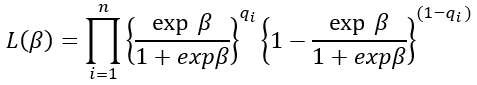 L(β) = ∏_{i=1}^{n} {exp β / 1 + expβ}^{q_i} {1 − exp β / 1 + expβ}^{(1−q_i)}